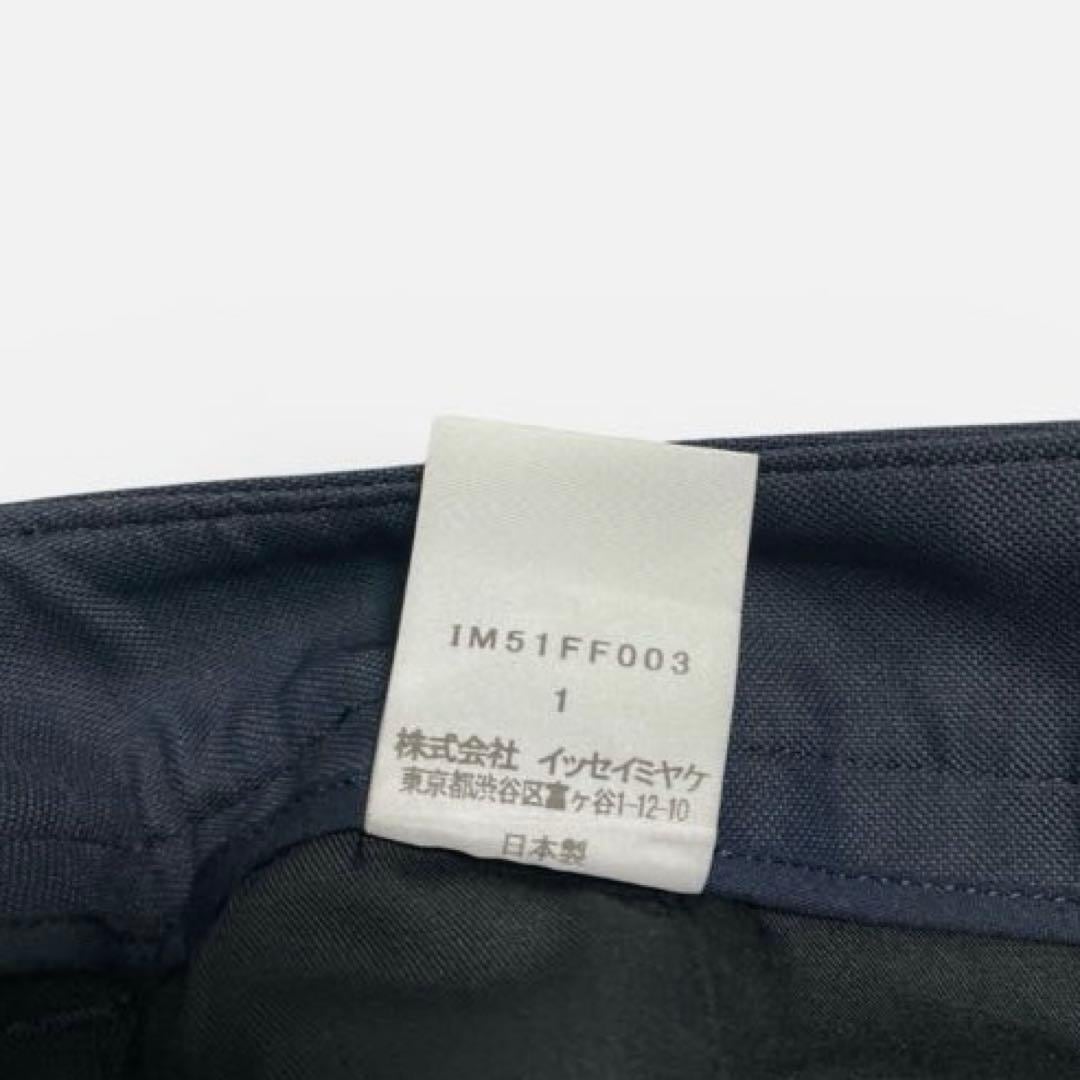 IM51FF003
1
株式会社 イッセイミヤケ
東京都渋谷区富ヶ谷1-12-10
日本製